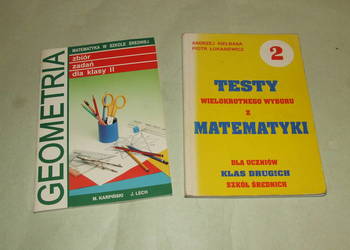 GEOMETRIA
MATEMATYKA W SZKOLE ŚREDNIEJ
zbiór
zadań
dla klasy II
M. KARPIŃSKI J. LECH
ANDRZEJ KIEŁBASA
PIOTR ŁUKASIEWICZ
2
TESTY
WIELOKROTNEGO WYBORU
Z
MATEMATYKI
DLA UCZNIÓW
KLAS DRUGICH
SZKÓŁ ŚREDNICH